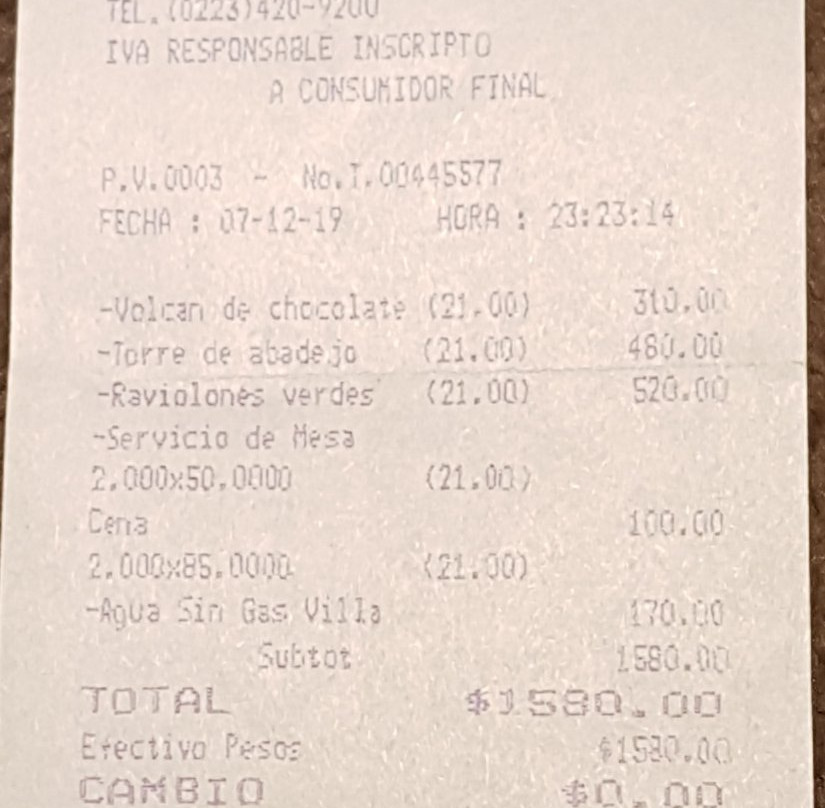 TEL.(0223)420-9200
IVA RESPONSABLE INSCRIPTO
A CONSUMIDOR FINAL
P.V.0003 - No.T.00445577
FECHA : 07-12-19 HORA : 23:23:14
-Volcan de chocolate (21.00) 310.00
-Torre de abadejo (21.00) 480.00
-Raviolones verdes (21.00) 520.00
-Servicio de Mesa
2.000x50.0000 (21.00)
Cena 100.00
2.000x85.0000 (21.00)
-Agua Sin Gas Villa 170.00
Subtot 1580.00
TOTAL $1580.00
Efectivo Pesos $1580.00
CAMBIO $0.00